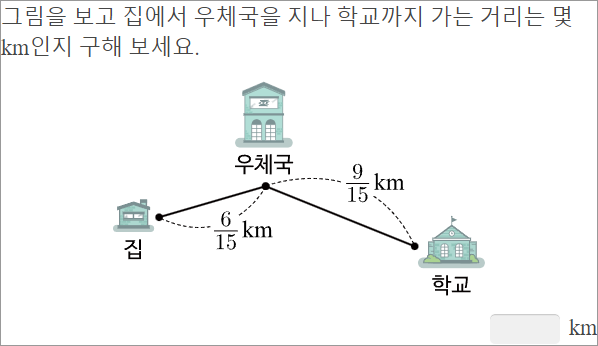 그림을 보고 집에서 우체국을 지나 학교까지 가는 거리는 몇
km인지 구해 보세요.
우체국
9/15 km
6/15 km
집
학교
km